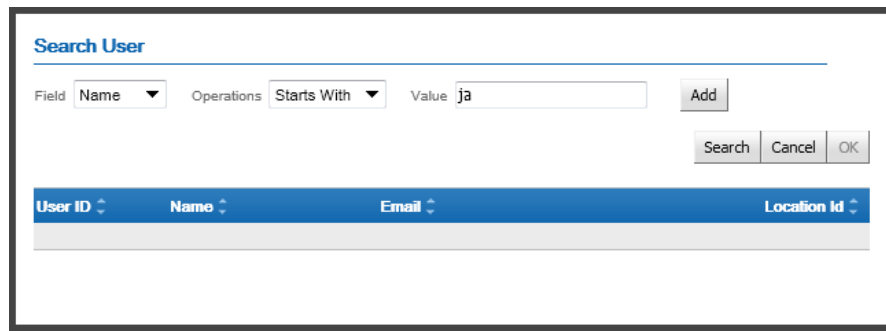 Search User
Field Name Operations Starts With Value ja Add
Search Cancel OK
User ID Name Email Location Id